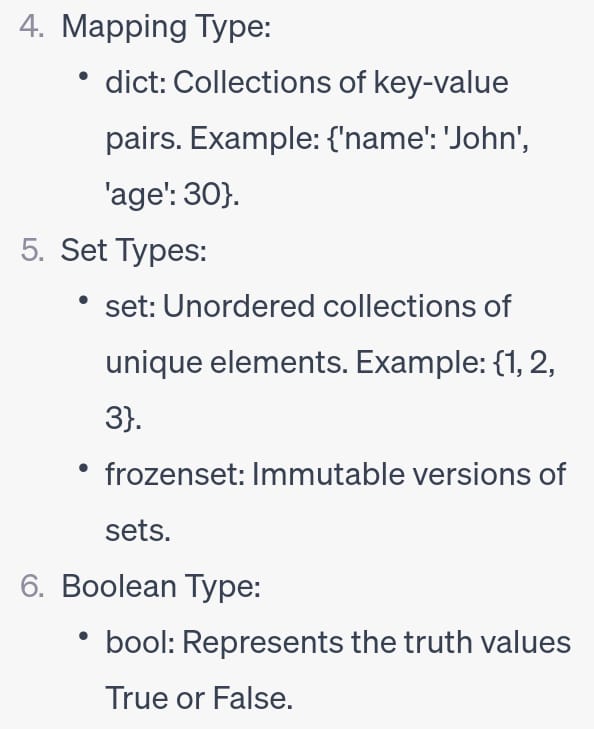 4. Mapping Type:
• dict: Collections of key-value
pairs. Example: {'name': 'John',
'age': 30}.
5. Set Types:
• set: Unordered collections of
unique elements. Example: {1, 2,
3}.
• frozenset: Immutable versions of
sets.
6. Boolean Type:
• bool: Represents the truth values
True or False.